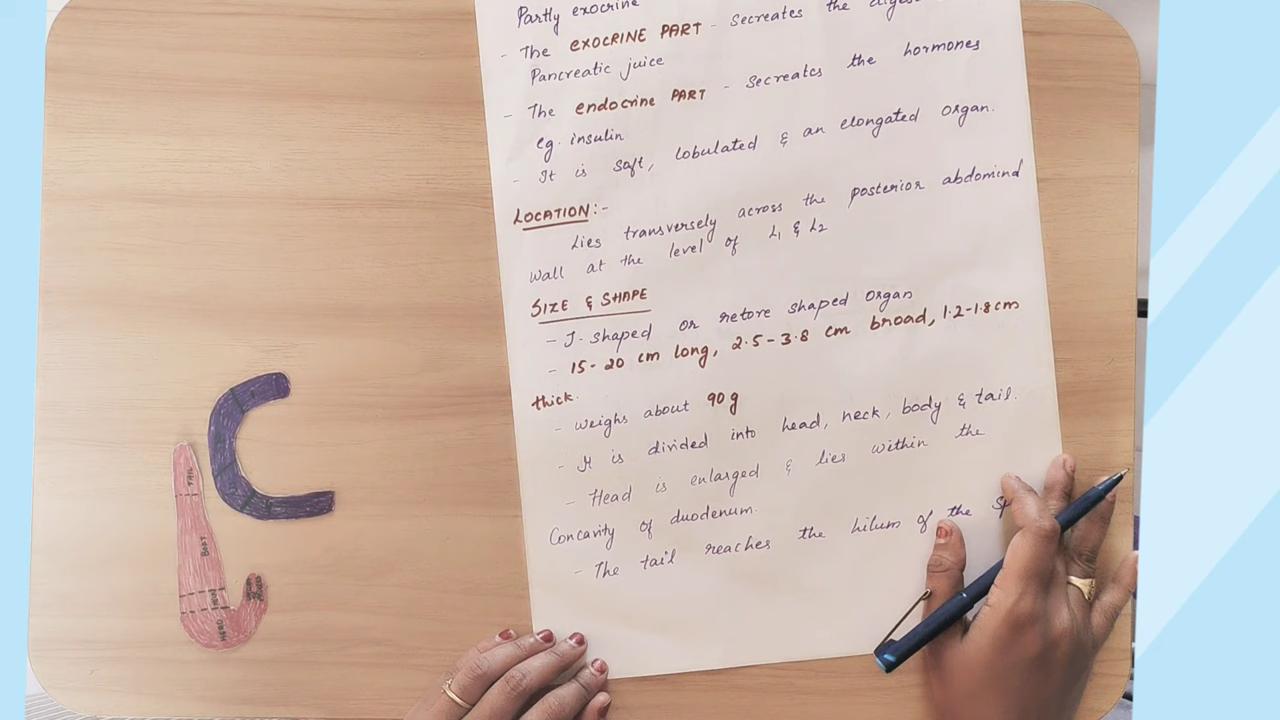 Partly exocrine
- The EXOCRINE PART - Secreates the
Pancreatic juice
- The endocrine PART - Secreates the hormones
eg. insulin
- It is soft, lobulated & an elongated organ.
LOCATION:-
Lies transversely across the posterior abdominal
wall at the level of L1 & L2
SIZE & SHAPE
- J-shaped or retore shaped organ
- 15-20 cm long, 2.5-3.8 cm broad, 1.2-1.8 cm
thick.
- weighs about 90 g
- It is divided into head, neck, body & tail.
- Head is enlarged & lies within the
Concavity of duodenum.
- The tail reaches the hilum of the
TAIL
BODY
NECK
HEAD